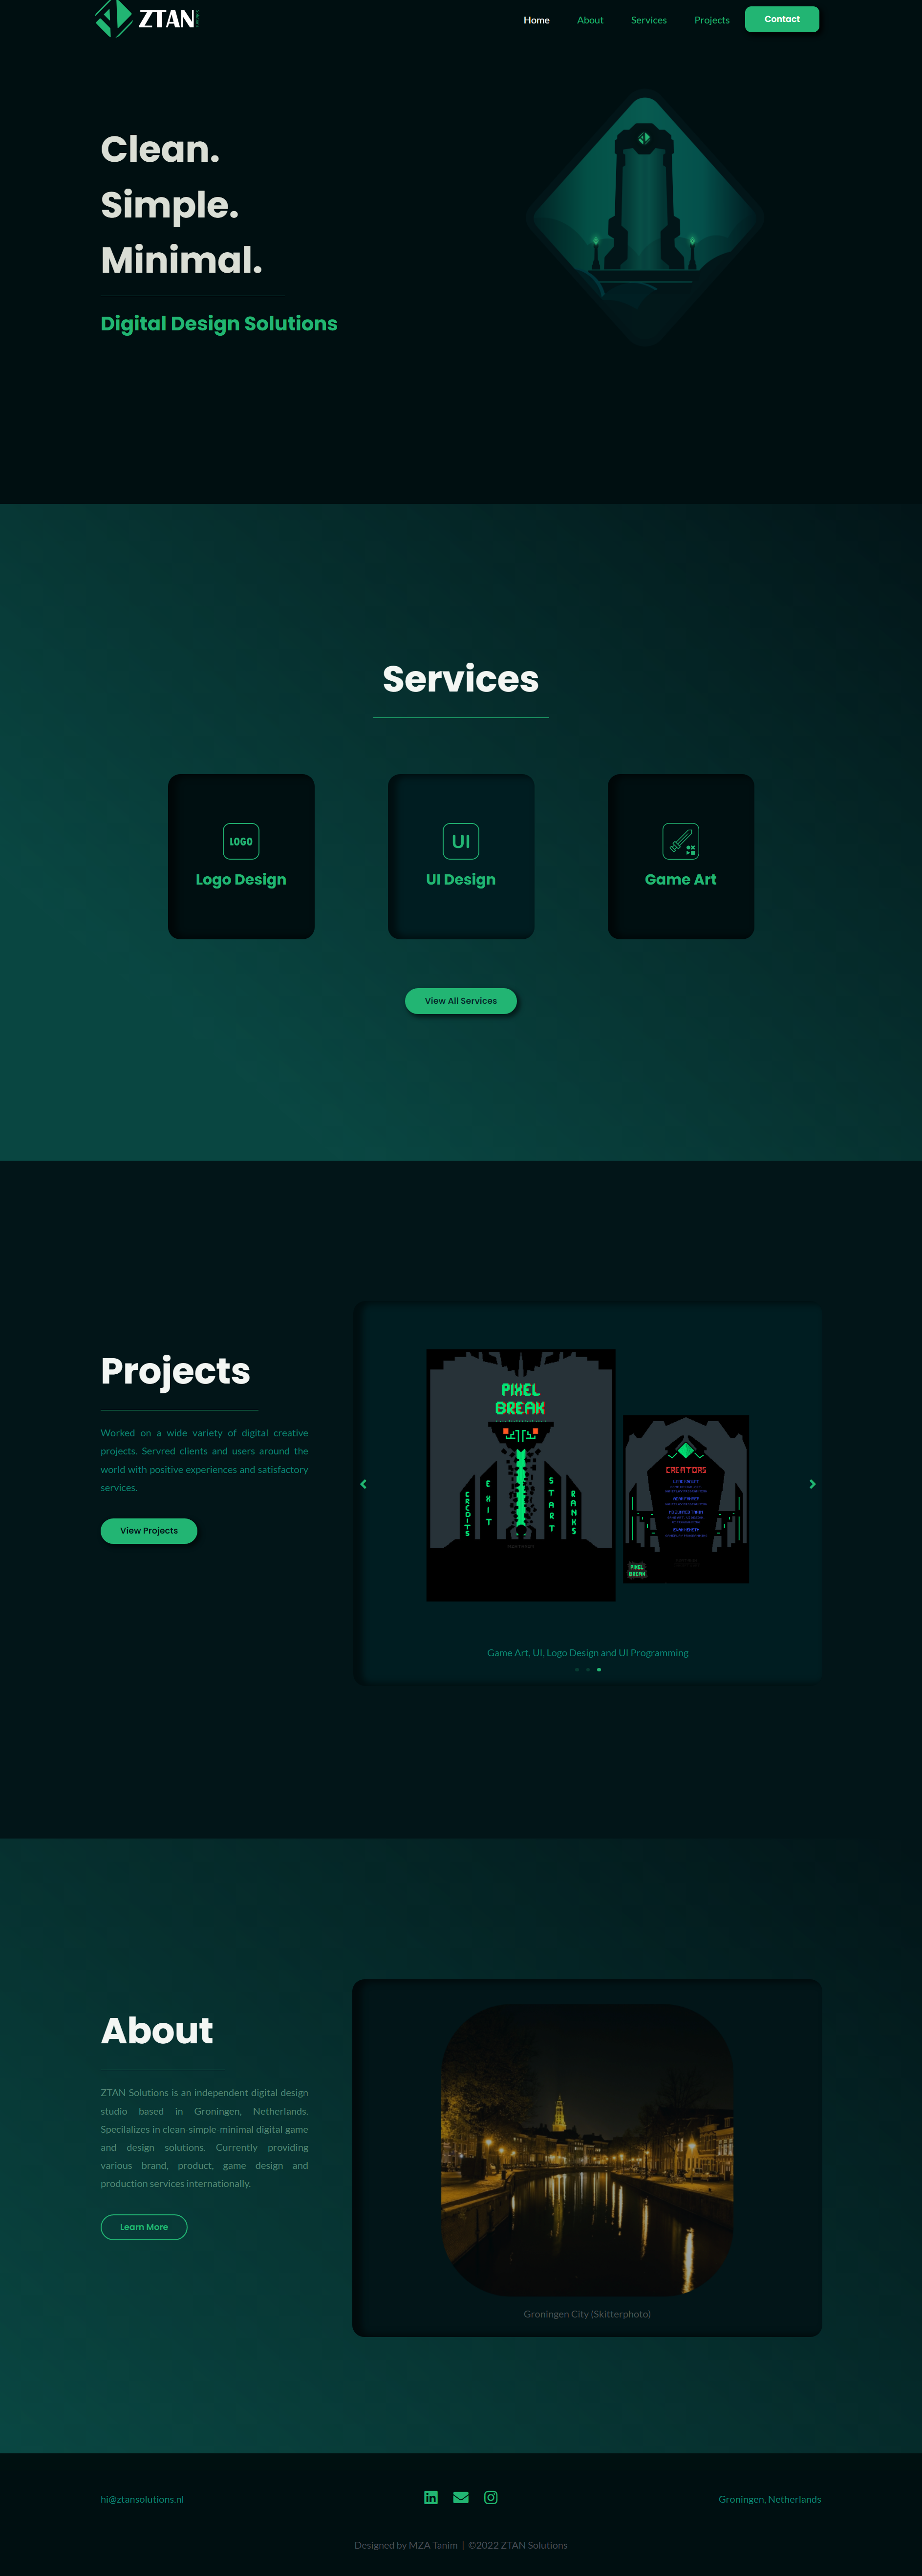 ZTAN
Home
About
Services
Projects
Contact
Clean.
Simple.
Minimal.
Digital Design Solutions
Services
LOGO
Logo Design
UI
UI Design
Game Art
View All Services
Projects
Worked on a wide variety of digital creative
projects. Servred clients and users around the
world with positive experiences and satisfactory
services.
View Projects
PIXEL
BREAK
CREDITS
EXIT
START
RANKS
CREATORS
PIXEL
BREAK
Game Art, UI, Logo Design and UI Programming
About
ZTAN Solutions is an independent digital design
studio based in Groningen, Netherlands.
Specilalizes in clean-simple-minimal digital game
and design solutions. Currently providing
various brand, product, game design and
production services internationally.
Learn More
Groningen City (Skitterphoto)
hi@ztansolutions.nl
Groningen, Netherlands
Designed by MZA Tanim | ©2022 ZTAN Solutions